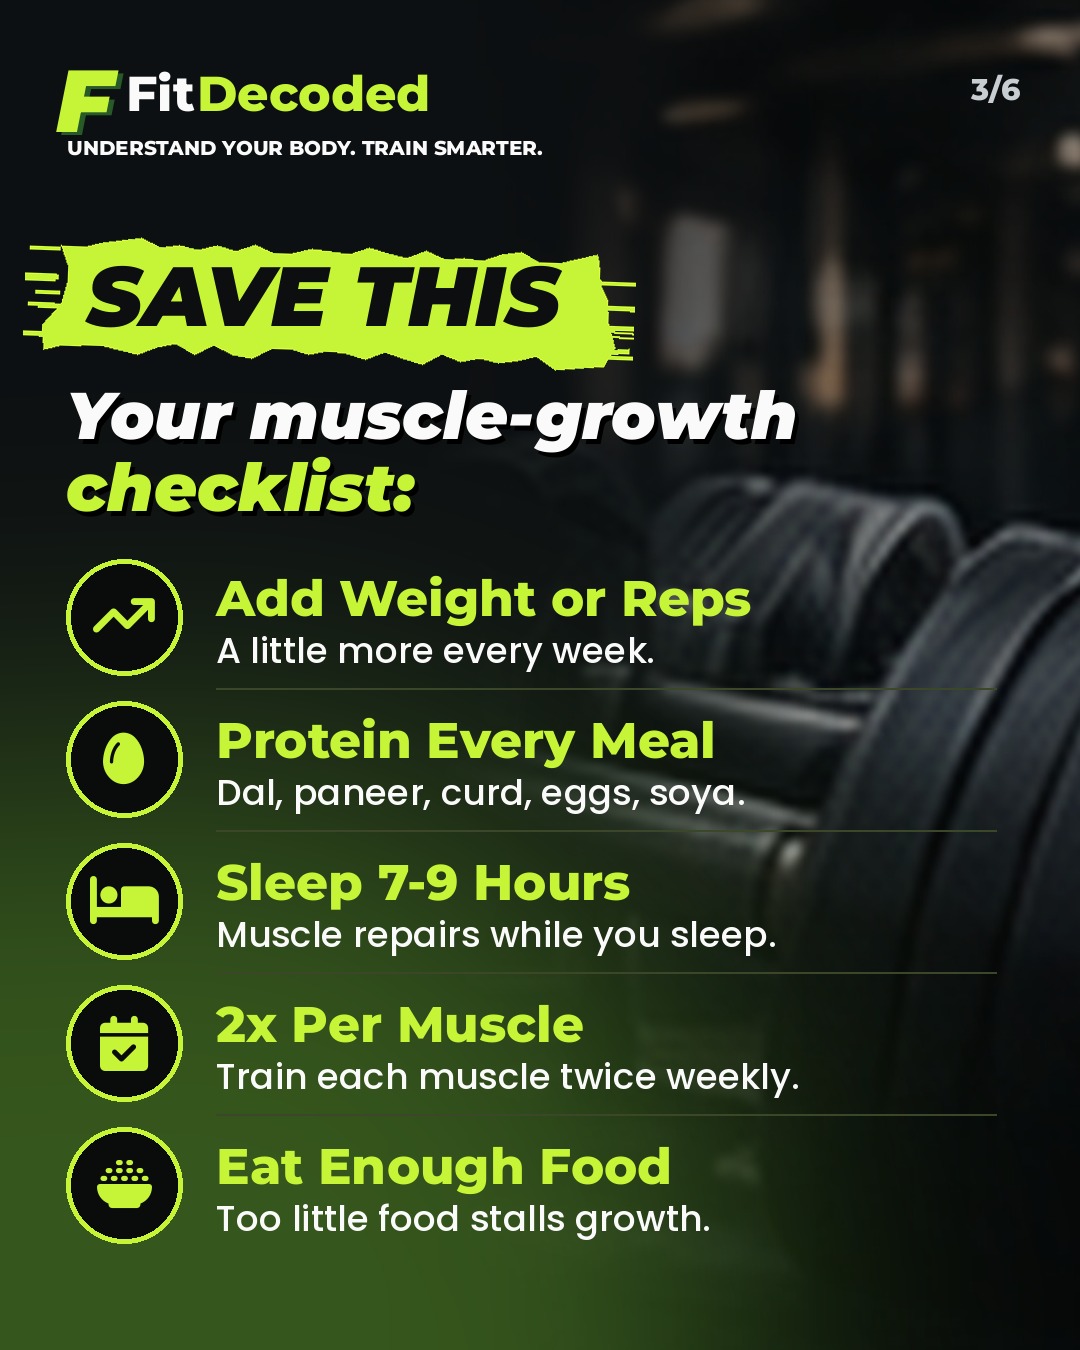 FitDecoded
3/6
UNDERSTAND YOUR BODY. TRAIN SMARTER.
SAVE THIS
Your muscle-growth
checklist:
Add Weight or Reps
A little more every week.
Protein Every Meal
Dal, paneer, curd, eggs, soya.
Sleep 7-9 Hours
Muscle repairs while you sleep.
2x Per Muscle
Train each muscle twice weekly.
Eat Enough Food
Too little food stalls growth.